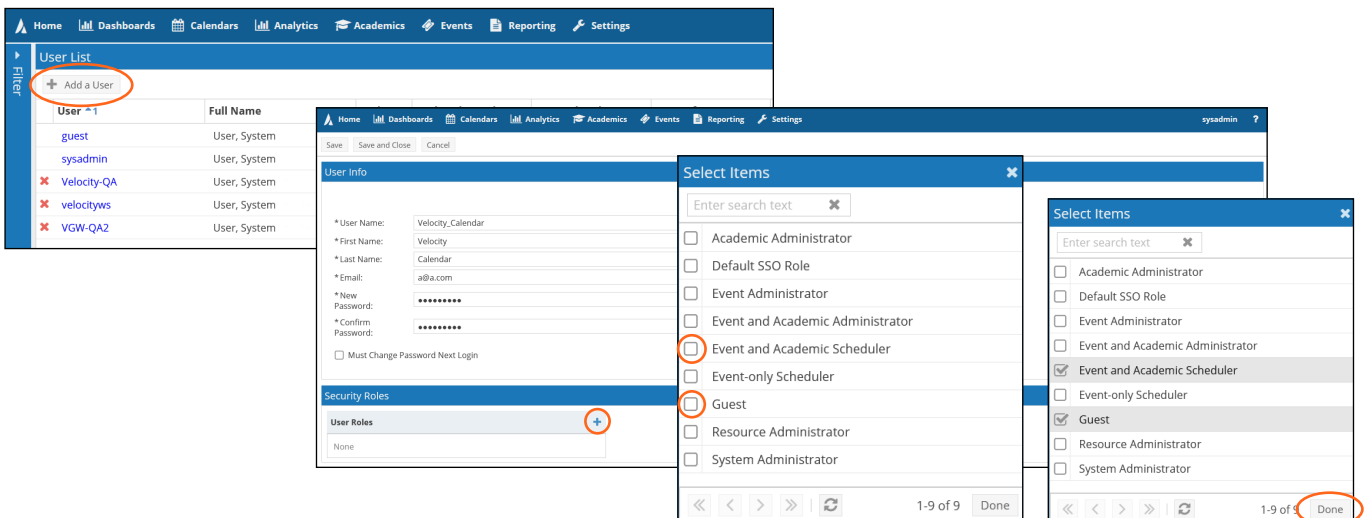 Home Dashboards Calendars Analytics Academics Events Reporting Settings
Filter
User List
Add a User
User 1 Full Name
guest User, System
sysadmin User, System
Velocity-QA User, System
velocityws User, System
VGW-QA2 User, System
Home Dashboards Calendars Analytics Academics Events Reporting Settings sysadmin ?
Save Save and Close Cancel
User Info
* User Name: Velocity_Calendar
* First Name: Velocity
* Last Name: Calendar
* Email: a@a.com
* New
Password:
* Confirm
Password:
Must Change Password Next Login
Security Roles
User Roles +
None
Select Items
Enter search text
Academic Administrator
Default SSO Role
Event Administrator
Event and Academic Administrator
Event and Academic Scheduler
Event-only Scheduler
Guest
Resource Administrator
System Administrator
1-9 of 9 Done
Select Items
Enter search text
Academic Administrator
Default SSO Role
Event Administrator
Event and Academic Administrator
Event and Academic Scheduler
Event-only Scheduler
Guest
Resource Administrator
System Administrator
1-9 of 9 Done